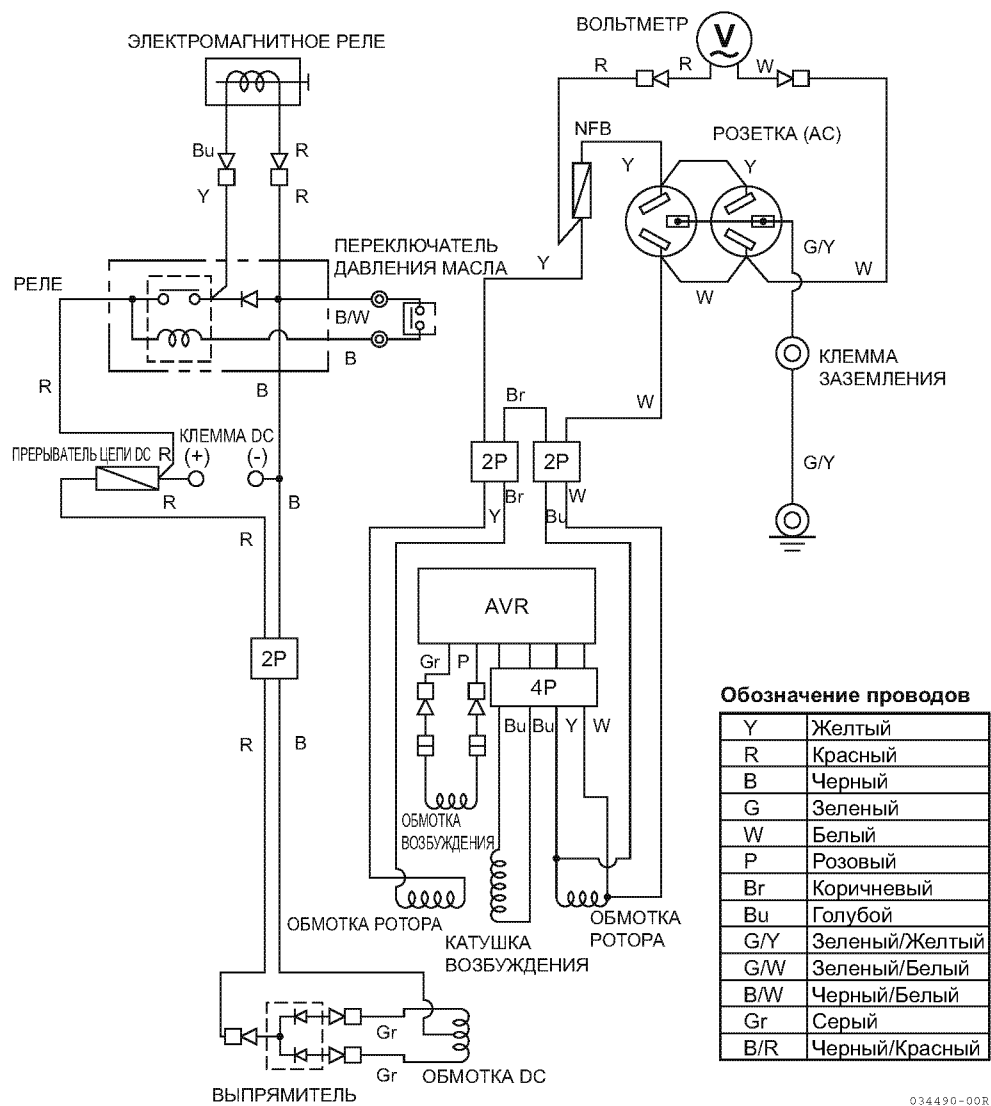 ВОЛЬТМЕТР
V
ЭЛЕКТРОМАГНИТНОЕ РЕЛЕ
R
R
W
NFB
РОЗЕТКА (AC)
Bu
R
Y
Y
Y
R
ПЕРЕКЛЮЧАТЕЛЬ
ДАВЛЕНИЯ МАСЛА
G/Y
Y
W
РЕЛЕ
W
B/W
B
КЛЕММА
ЗАЗЕМЛЕНИЯ
R
B
Br
W
КЛЕММА DC
ПРЕРЫВАТЕЛЬ ЦЕПИ DC
R
(+)
(-)
2P
2P
G/Y
R
B
Br
W
Y
Bu
R
AVR
2P
Gr
P
4P
Bu
Bu
Y
W
R
B
ОБМОТКА
ВОЗБУЖДЕНИЯ
ОБМОТКА РОТОРА
ОБМОТКА
РОТОРА
КАТУШКА
ВОЗБУЖДЕНИЯ
Gr
Gr
ОБМОТКА DC
ВЫПРЯМИТЕЛЬ
Обозначение проводов
Y Желтый
R Красный
B Черный
G Зеленый
W Белый
P Розовый
Br Коричневый
Bu Голубой
G/Y Зеленый/Желтый
G/W Зеленый/Белый
B/W Черный/Белый
Gr Серый
B/R Черный/Красный
034490-00R